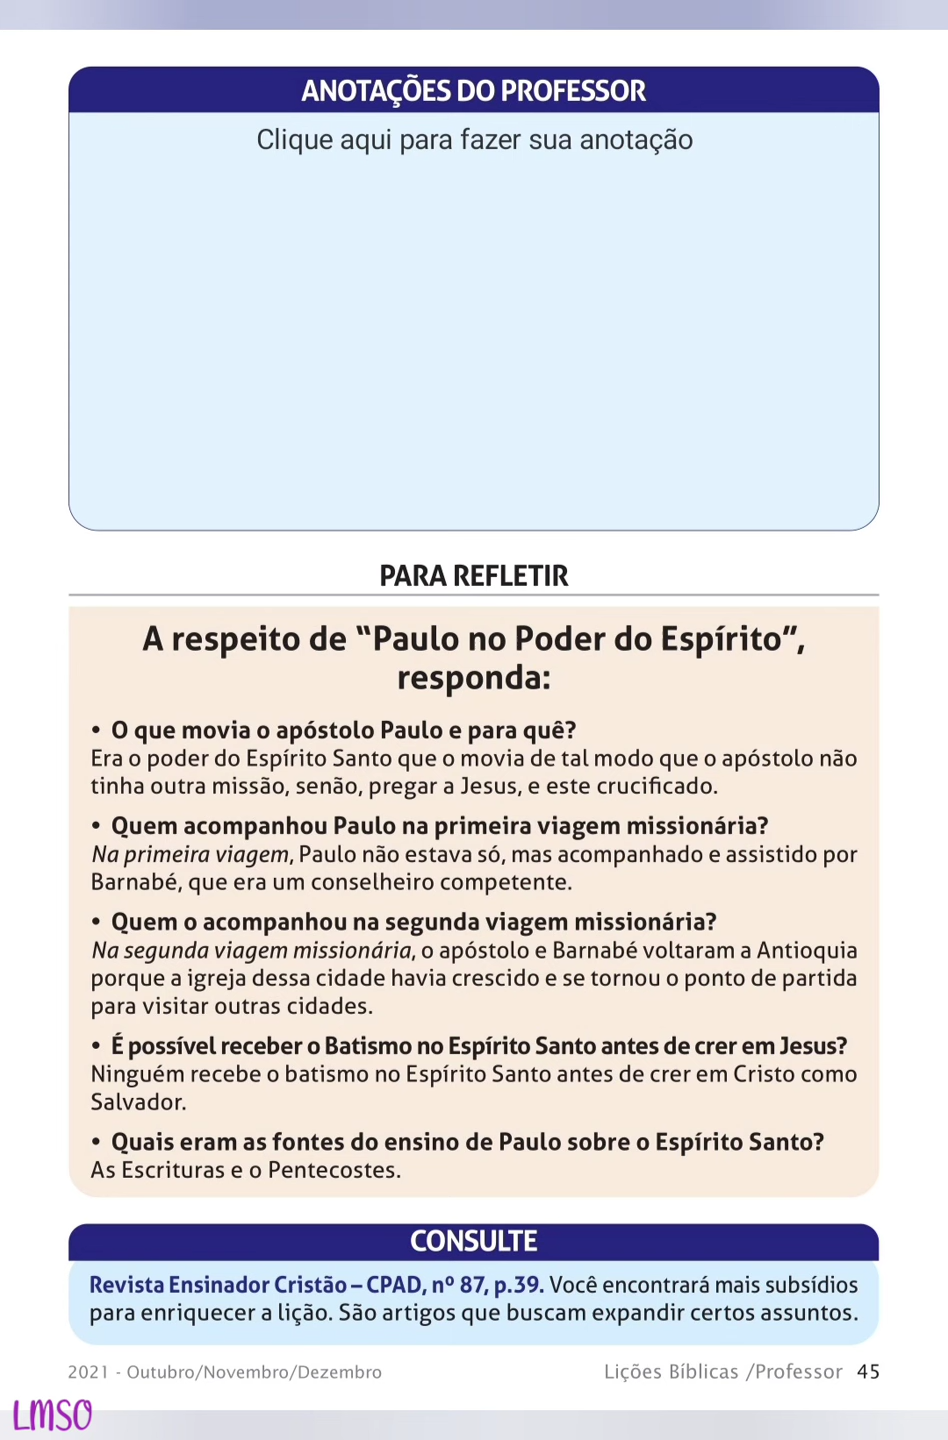 ANOTAÇÕES DO PROFESSOR
Clique aqui para fazer sua anotação
PARA REFLETIR
A respeito de “Paulo no Poder do Espírito”,
responda:
• O que movia o apóstolo Paulo e para quê?
Era o poder do Espírito Santo que o movia de tal modo que o apóstolo não
tinha outra missão, senão, pregar a Jesus, e este crucificado.
• Quem acompanhou Paulo na primeira viagem missionária?
Na primeira viagem, Paulo não estava só, mas acompanhado e assistido por
Barnabé, que era um conselheiro competente.
• Quem o acompanhou na segunda viagem missionária?
Na segunda viagem missionária, o apóstolo e Barnabé voltaram a Antioquia
porque a igreja dessa cidade havia crescido e se tornou o ponto de partida
para visitar outras cidades.
• É possível receber o Batismo no Espírito Santo antes de crer em Jesus?
Ninguém recebe o batismo no Espírito Santo antes de crer em Cristo como
Salvador.
• Quais eram as fontes do ensino de Paulo sobre o Espírito Santo?
As Escrituras e o Pentecostes.
CONSULTE
Revista Ensinador Cristão – CPAD, nº 87, p.39. Você encontrará mais subsídios
para enriquecer a lição. São artigos que buscam expandir certos assuntos.
2021 - Outubro/Novembro/Dezembro Lições Bíblicas /Professor 45
LMSO